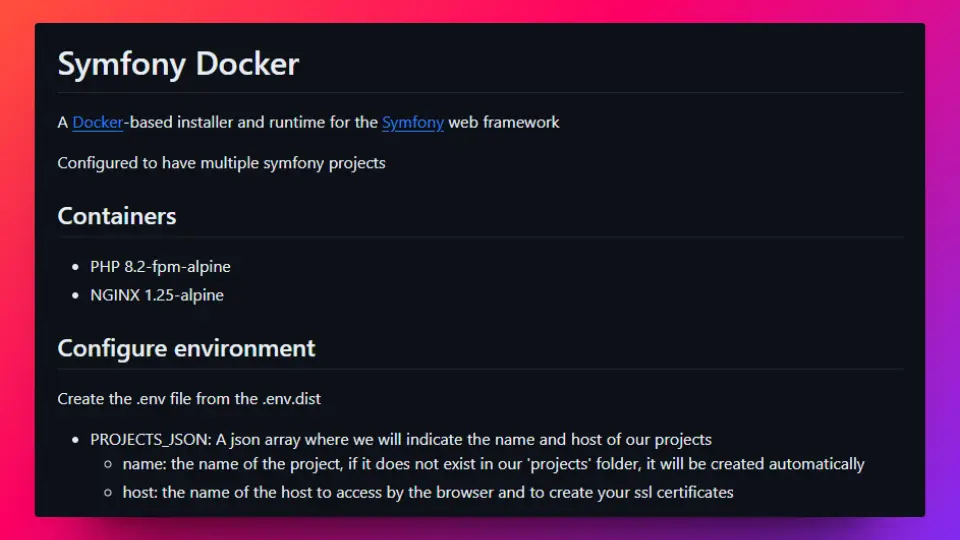 Symfony Docker
A Docker-based installer and runtime for the Symfony web framework
Configured to have multiple symfony projects
Containers
• PHP 8.2-fpm-alpine
• NGINX 1.25-alpine
Configure environment
Create the .env file from the .env.dist
• PROJECTS_JSON: A json array where we will indicate the name and host of our projects
◦ name: the name of the project, if it does not exist in our 'projects' folder, it will be created automatically
◦ host: the name of the host to access by the browser and to create your ssl certificates